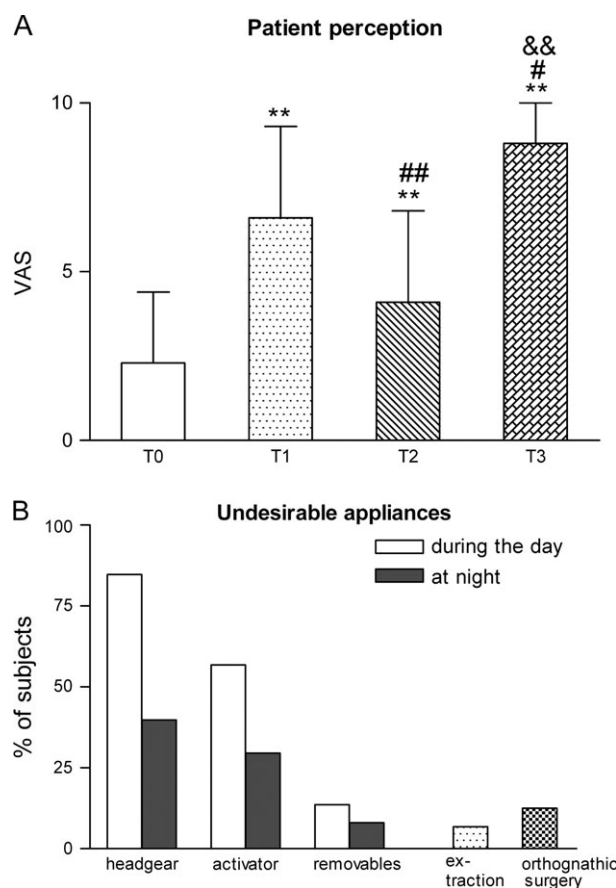 A
Patient perception
&&
#
**
**
##
**
10
5
0
VAS
T0
T1
T2
T3
B
Undesirable appliances
100
75
50
25
0
% of subjects
during the day
at night
headgear
activator
removables
ex-
traction
orthognathic
surgery